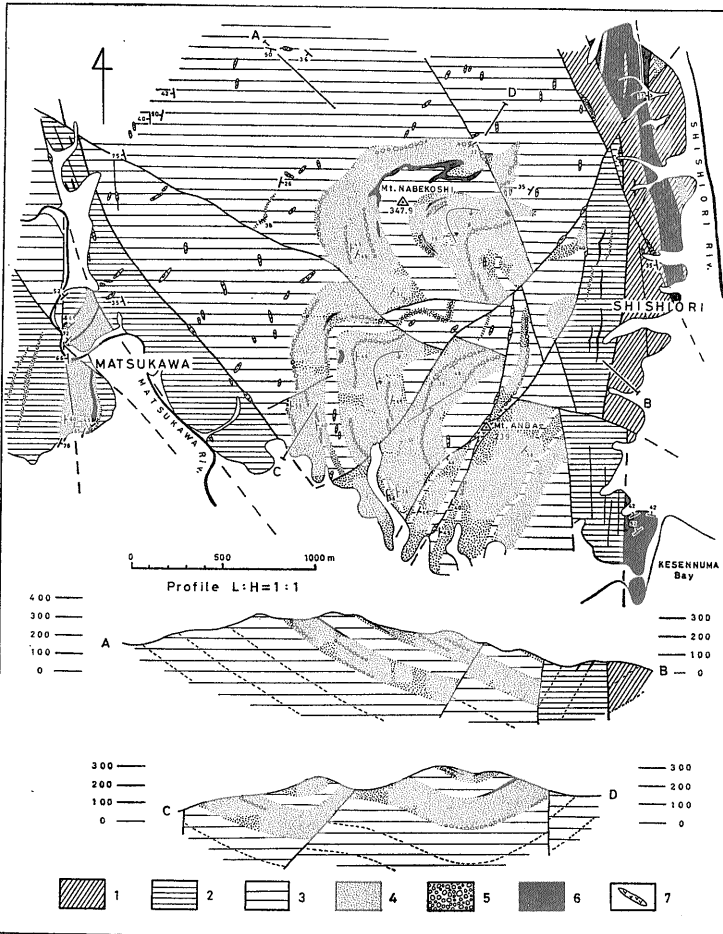 A
D
Mt. NABEKOSHI
347.9
SHISHIORI RIV.
SHISHIORI
MATSUKAWA
MATSUKAWA RIV.
Mt. ANBA
239
B
C
KESENNUMA
Bay
0 500 1000 m
Profile L:H=1:1
400
300
200
100
0
A
300
200
100
0
B
300
200
100
0
C
300
200
100
0
D
1 2 3 4 5 6 7